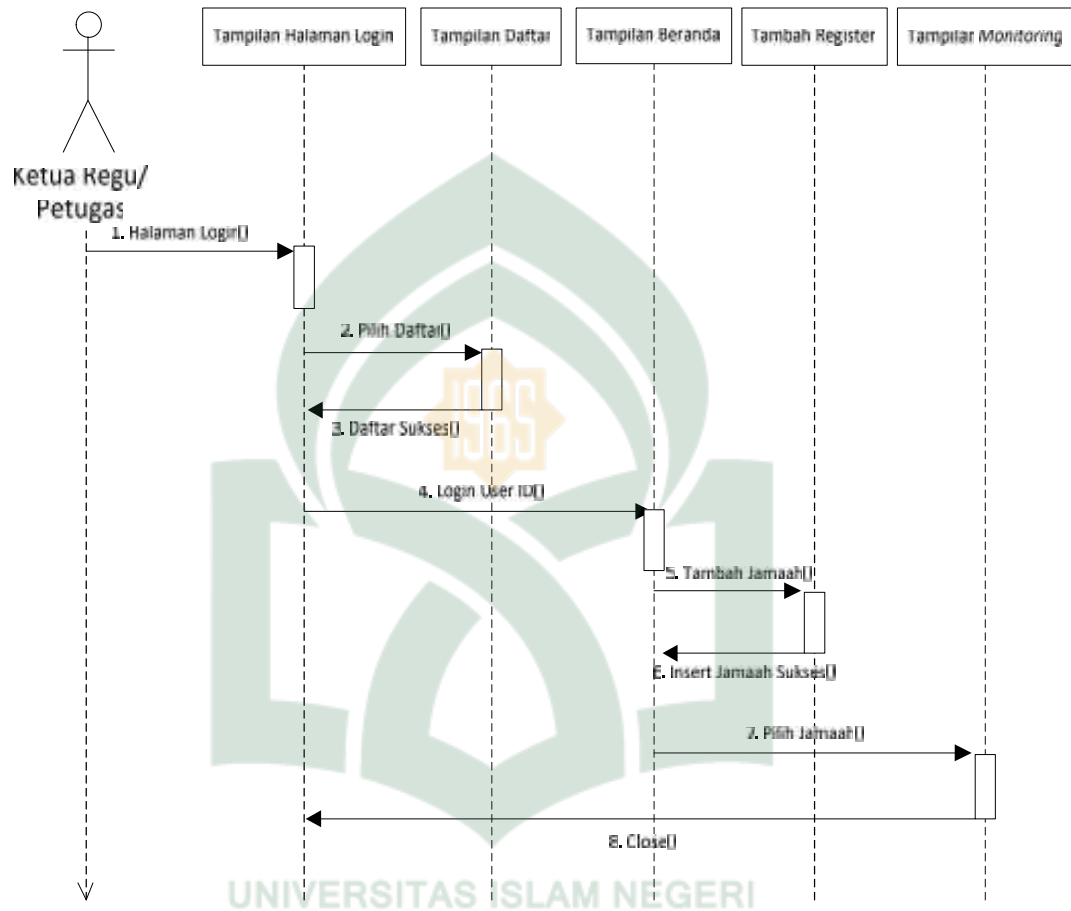 Tampilan Halaman Login
Tampilan Daftar
Tampilan Beranda
Tambah Register
Tampilan Monitoring
Ketua Regu/
Petugas
1. Halaman Login()
2. Pilih Daftar()
3. Daftar Sukses()
4. Login User ID()
5. Tambah Jamaah()
6. Insert Jamaah Sukses()
7. Pilih Jamaah()
8. Close()
UNIVERSITAS ISLAM NEGERI